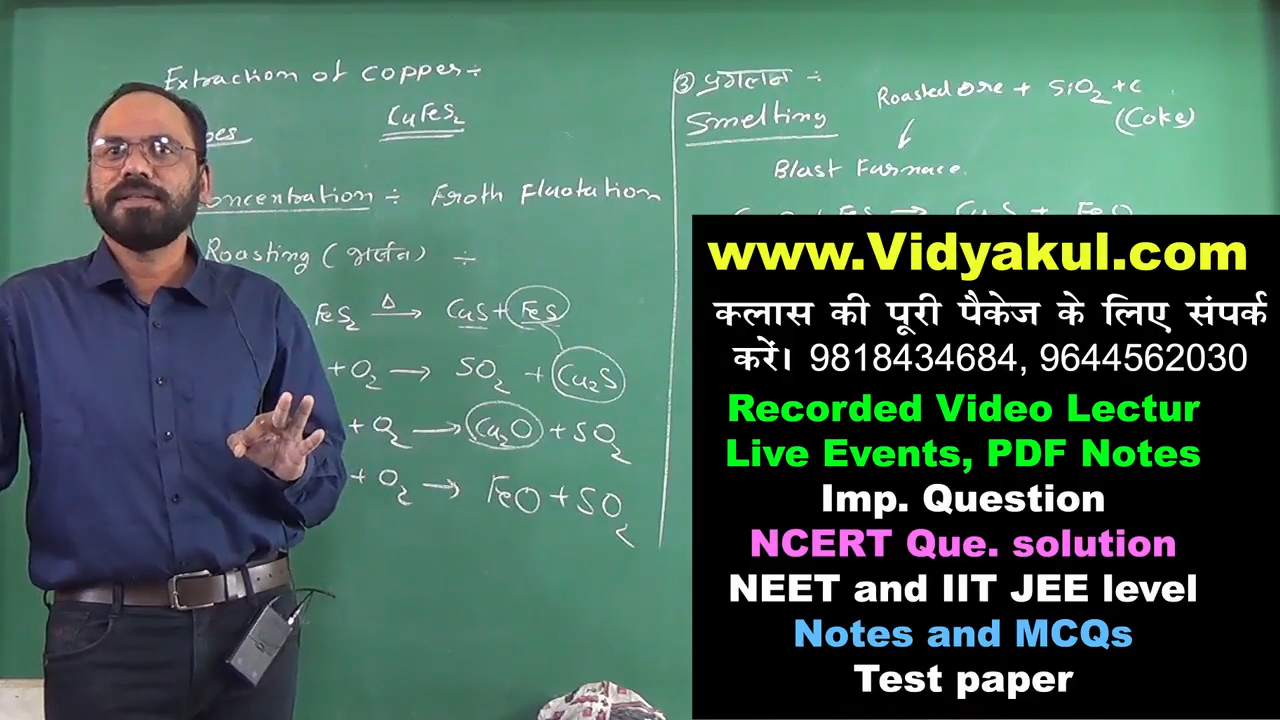 Extraction of Copper ÷
CuFeS2
Concentration ÷ Froth Fluotation
Roasting (भर्जन) ÷
FeS2 Δ → CuS + FeS
+ O2 → SO2 + Cu2S
+ O2 → Cu2O + SO2
+ O2 → FeO + SO2
③ प्रगलन ÷
Smelting
Roasted Ore + SiO2 + C
(Coke)
Blast Furnace.
www.Vidyakul.com
क्लास की पूरी पैकेज के लिए संपर्क
करें। 9818434684, 9644562030
Recorded Video Lectur
Live Events, PDF Notes
Imp. Question
NCERT Que. solution
NEET and IIT JEE level
Notes and MCQs
Test paper